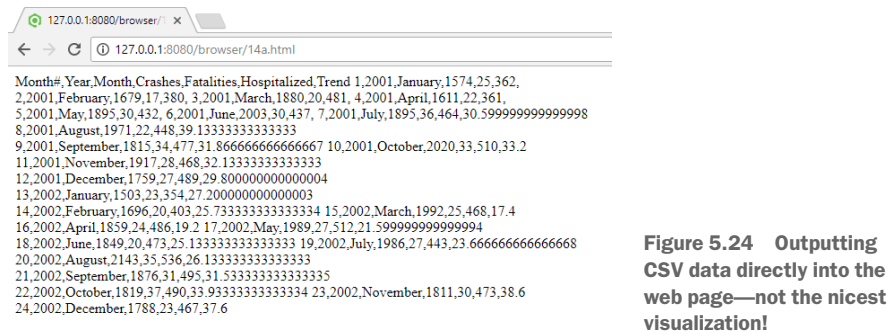 127.0.0.1:8080/browser/1
127.0.0.1:8080/browser/14a.html
Month#,Year,Month,Crashes,Fatalities,Hospitalized,Trend 1,2001,January,1574,25,362,
2,2001,February,1679,17,380, 3,2001,March,1880,20,481, 4,2001,April,1611,22,361,
5,2001,May,1895,30,432, 6,2001,June,2003,30,437, 7,2001,July,1895,36,464,30.599999999999998
8,2001,August,1971,22,448,39.13333333333333
9,2001,September,1815,34,477,31.866666666666667 10,2001,October,2020,33,510,33.2
11,2001,November,1917,28,468,32.13333333333333
12,2001,December,1759,27,489,29.800000000000004
13,2002,January,1503,23,354,27.200000000000003
14,2002,February,1696,20,403,25.733333333333334 15,2002,March,1992,25,468,17.4
16,2002,April,1859,24,486,19.2 17,2002,May,1989,27,512,21.599999999999994
18,2002,June,1849,20,473,25.133333333333333 19,2002,July,1986,27,443,23.666666666666668
20,2002,August,2143,35,536,26.133333333333333
21,2002,September,1876,31,495,31.533333333333335
22,2002,October,1819,37,490,33.93333333333334 23,2002,November,1811,30,473,38.6
24,2002,December,1788,23,467,37.6
Figure 5.24 Outputting
CSV data directly into the
web page—not the nicest
visualization!